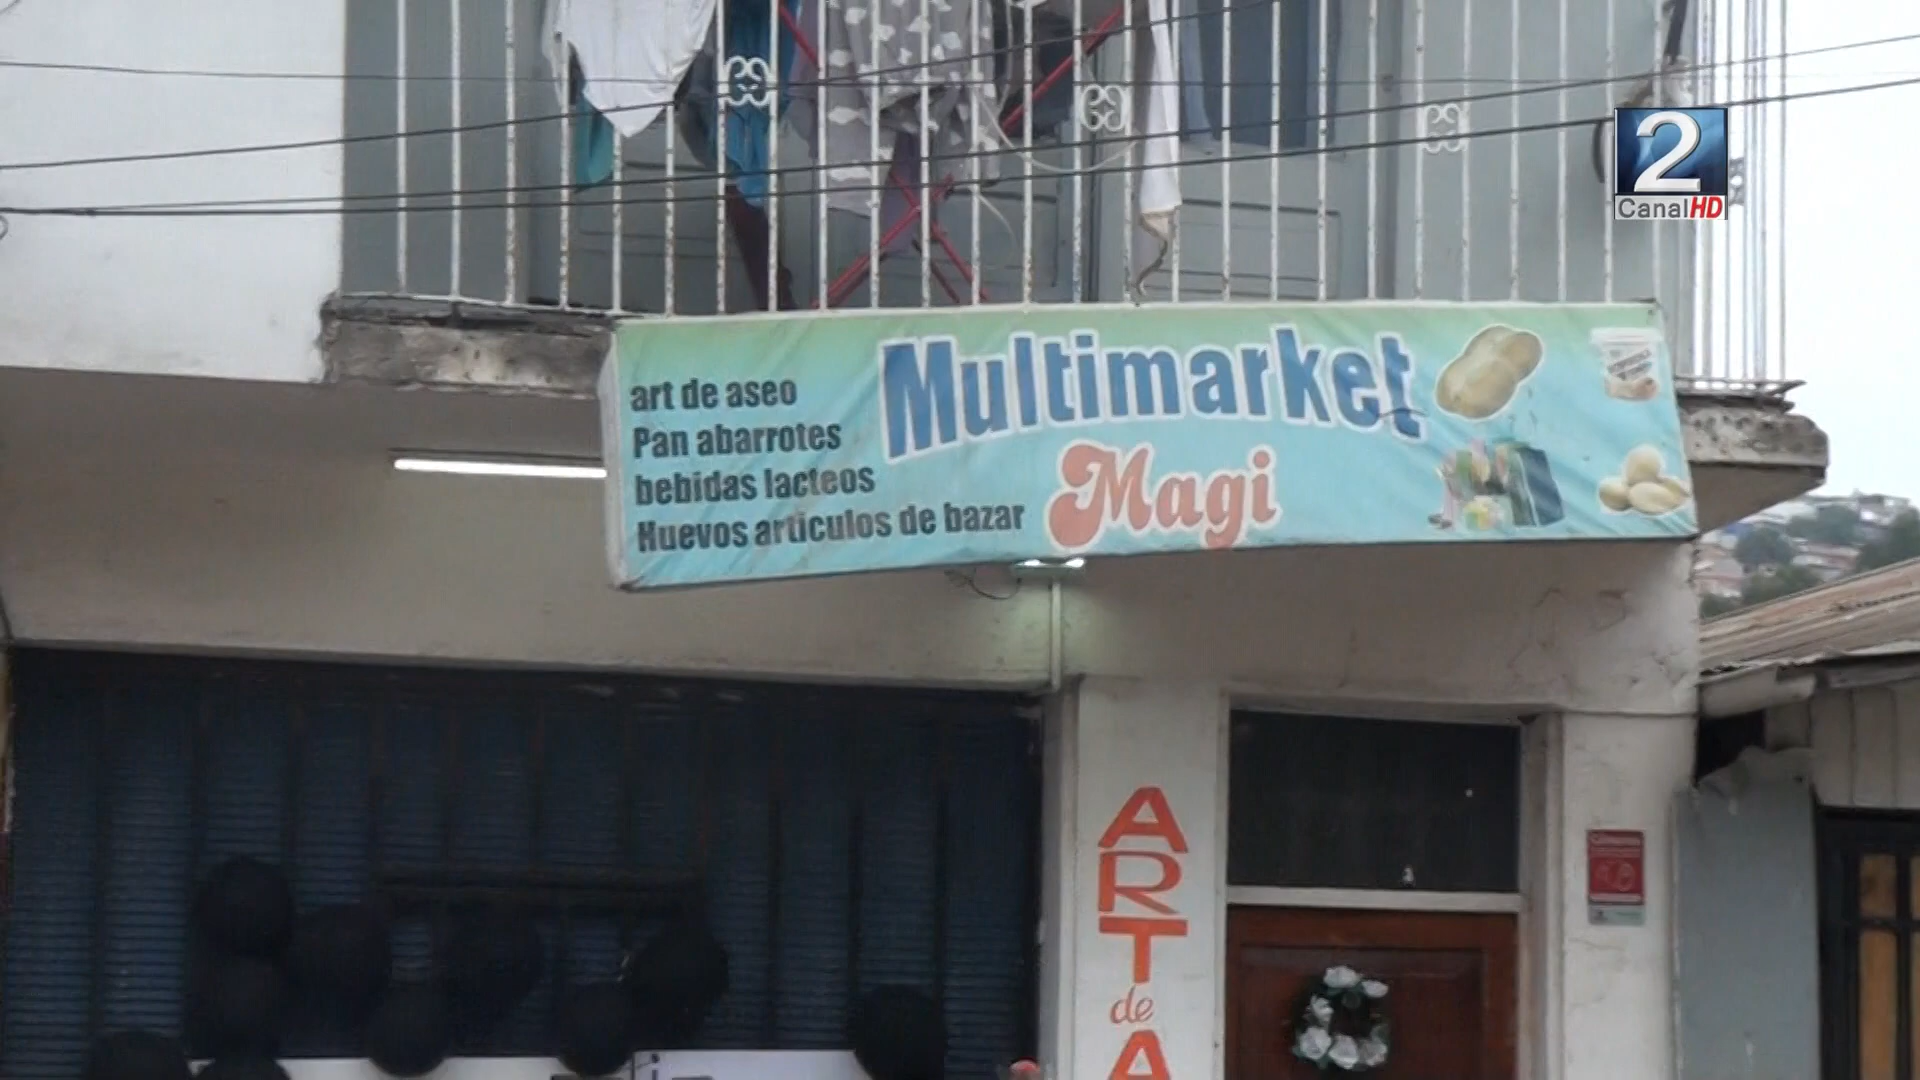 2
CanalHD
art de aseo
Pan abarrotes
bebidas lacteos
Huevos articulos de bazar
Multimarket
Magi
ART
de
A